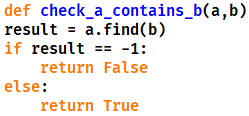 def check_a_contains_b(a,b)
result = a.find(b)
if result == -1:
    return False
else:
    return True